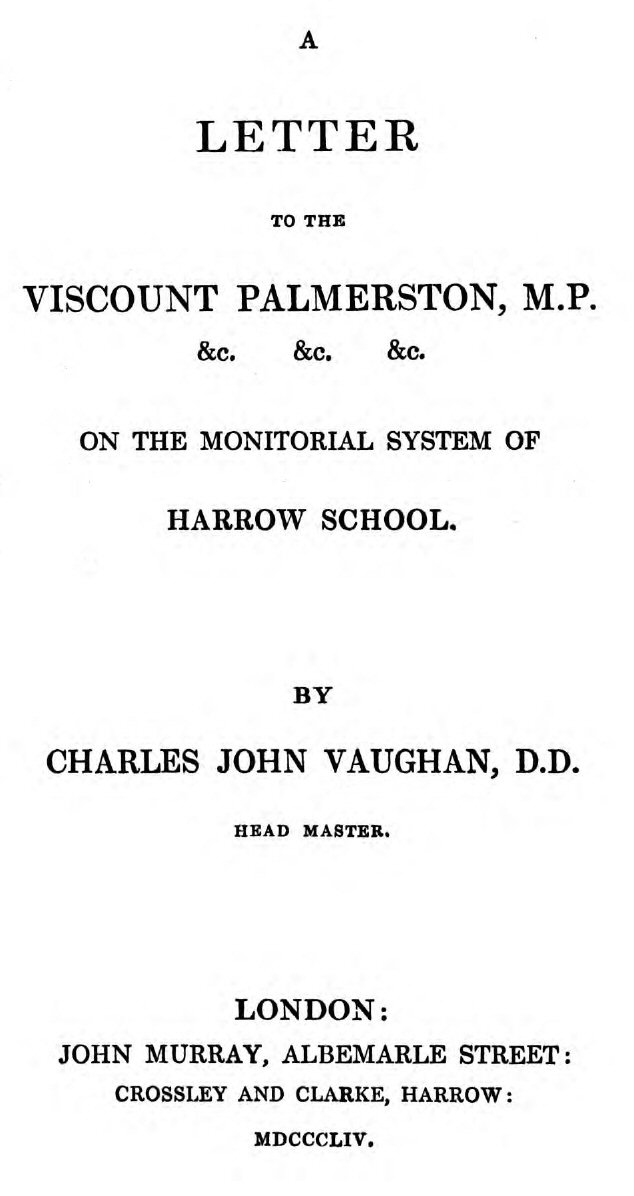 A
LETTER
TO THE
VISCOUNT PALMERSTON, M.P.
&c. &c. &c.
ON THE MONITORIAL SYSTEM OF
HARROW SCHOOL.
BY
CHARLES JOHN VAUGHAN, D.D.
HEAD MASTER.
LONDON:
JOHN MURRAY, ALBEMARLE STREET:
CROSSLEY AND CLARKE, HARROW:
MDCCCLIV.